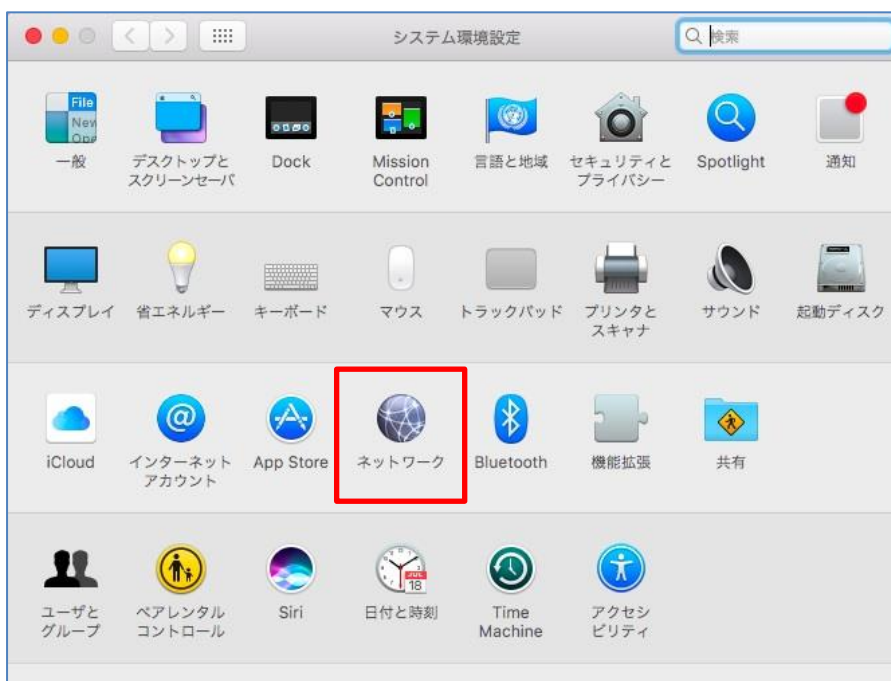 システム環境設定
検索
File
New
Ope
一般
デスクトップと
スクリーンセーバ
Dock
Mission
Control
言語と地域
セキュリティと
プライバシー
Spotlight
通知
ディスプレイ
省エネルギー
キーボード
マウス
トラックパッド
プリンタと
スキャナ
サウンド
起動ディスク
iCloud
インターネット
アカウント
App Store
ネットワーク
Bluetooth
機能拡張
共有
ユーザと
グループ
ペアレンタル
コントロール
Siri
JUL
18
日付と時刻
Time
Machine
アクセシ
ビリティ